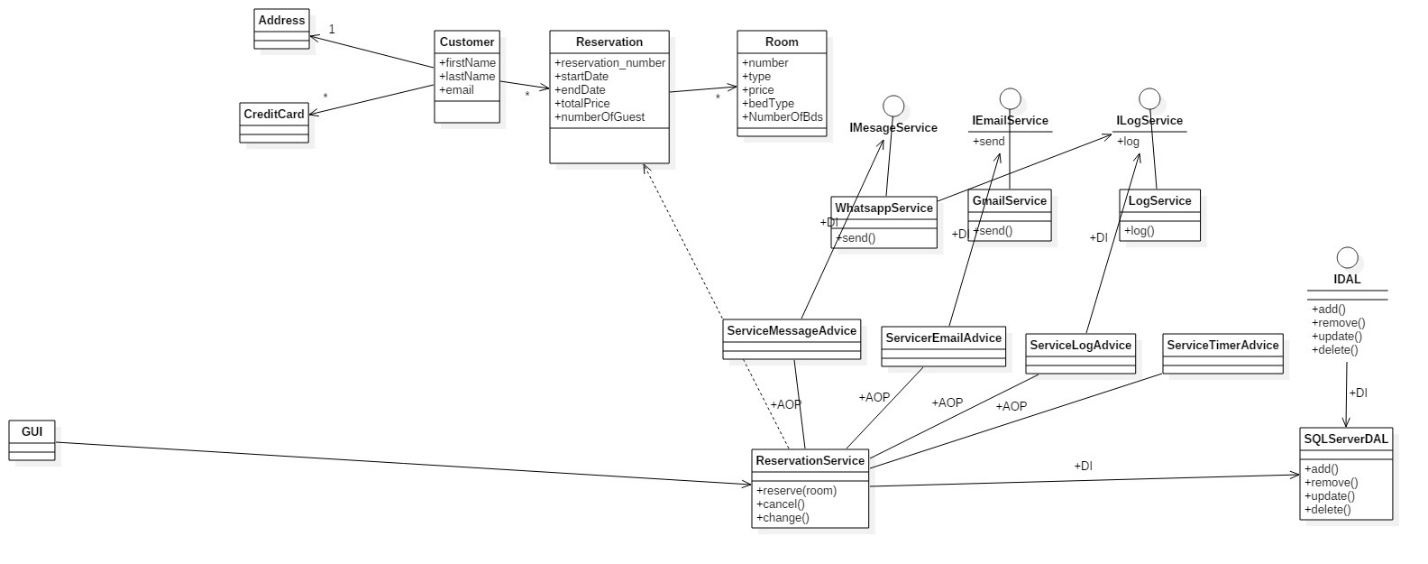 Address
1
CreditCard
*
Customer
+firstName
+lastName
+email
*
Reservation
+reservation_number
+startDate
+endDate
+totalPrice
+numberOfGuest
*
Room
+number
+type
+price
+bedType
+NumberOfBds
IMesageService
IEmailService
+send
ILogService
+log
WhatsappService
+send()
+DI
GmailService
+send()
+DI
LogService
+log()
+DI
IDAL
+add()
+remove()
+update()
+delete()
+DI
ServiceMessageAdvice
ServicerEmailAdvice
ServiceLogAdvice
ServiceTimerAdvice
+AOP
+AOP
+AOP
+AOP
GUI
ReservationService
+reserve(room)
+cancel()
+change()
+DI
SQLServerDAL
+add()
+remove()
+update()
+delete()